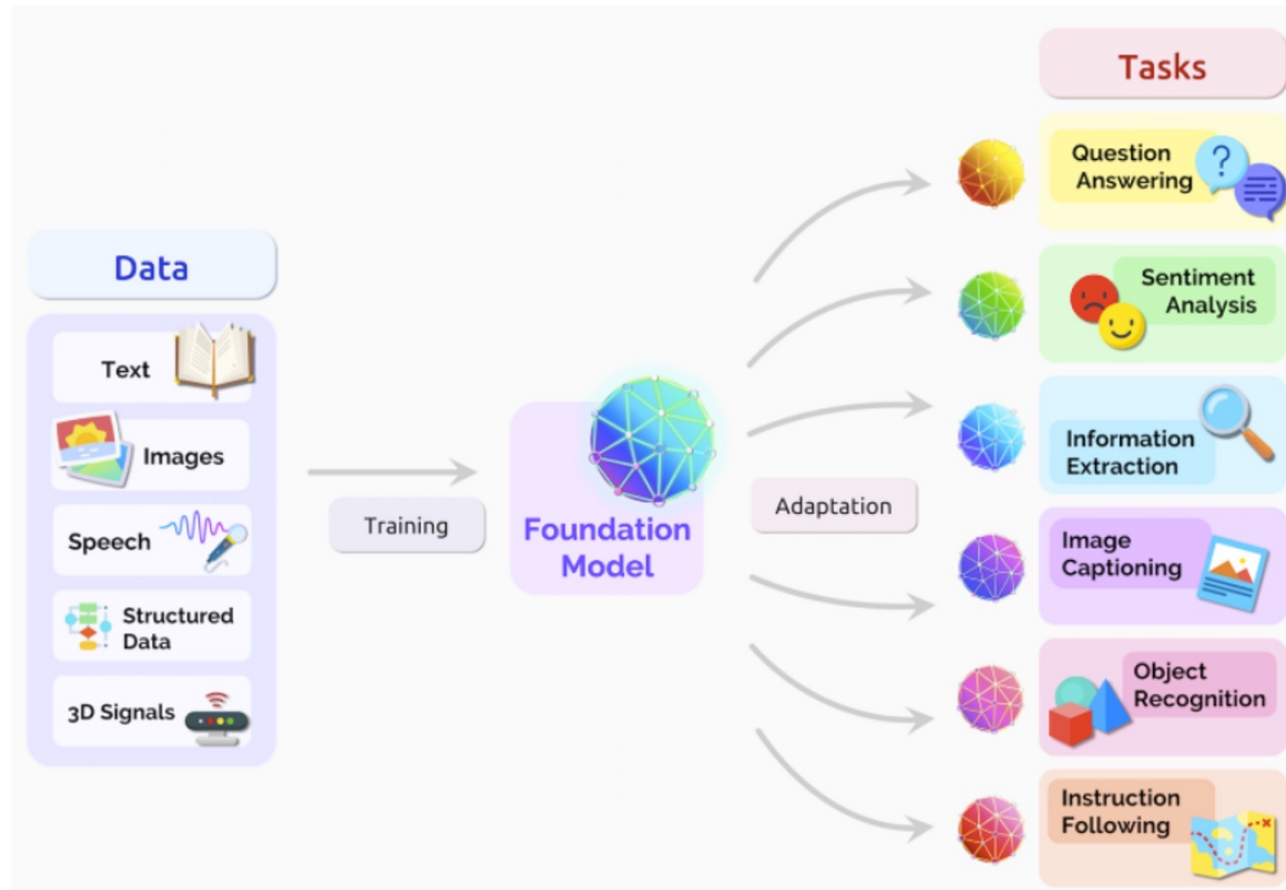 Tasks
Question
Answering
Data
Sentiment
Analysis
Text
Images
Information
Extraction
Training
Foundation
Model
Adaptation
Speech
Image
Captioning
Structured
Data
3D Signals
Object
Recognition
Instruction
Following